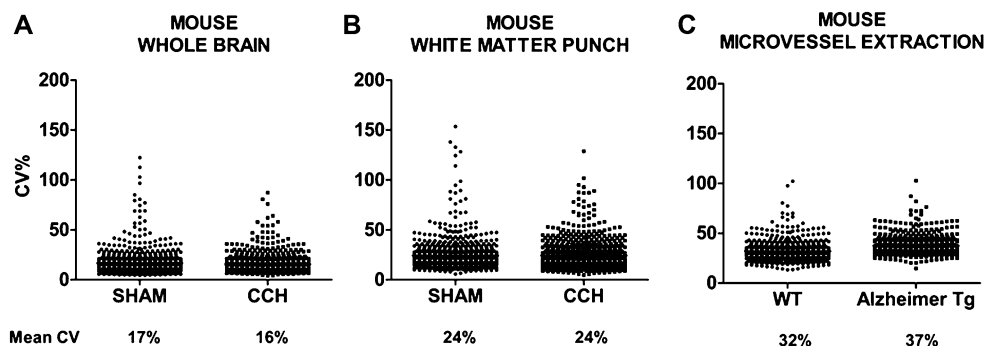 A
MOUSE
WHOLE BRAIN
CV%
200
150
100
50
0
SHAM
CCH
B
MOUSE
WHITE MATTER PUNCH
200
150
100
50
0
SHAM
CCH
C
MOUSE
MICROVESSEL EXTRACTION
200
150
100
50
0
WT
Alzheimer Tg
Mean CV 17% 16% 24% 24% 32% 37%